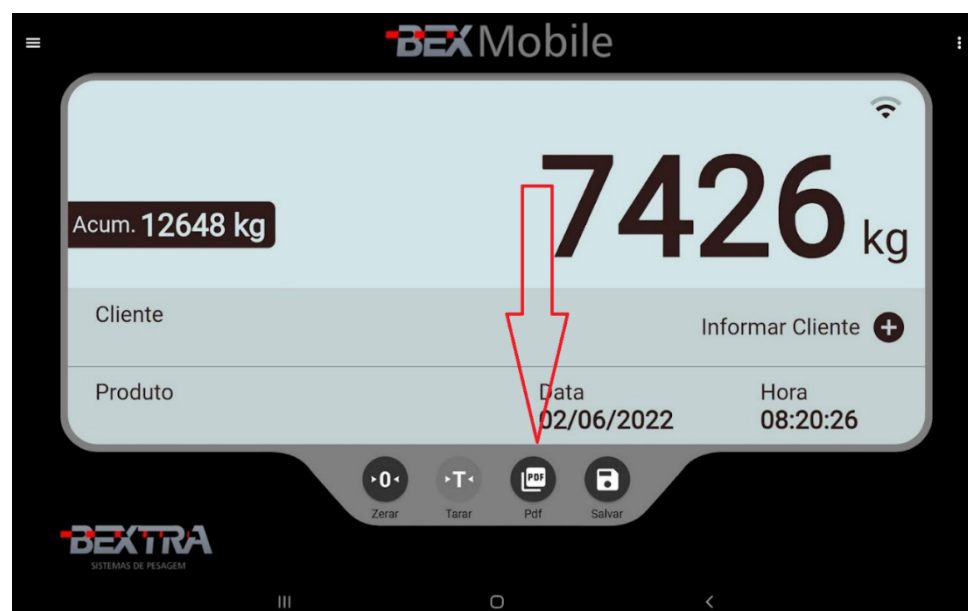 BEX Mobile
7426 kg
Acum. 12648 kg
Cliente
Informar Cliente
Produto
Data
02/06/2022
Hora
08:20:26
0
T
PDF
Zerar
Tarar
Pdf
Salvar
BEXTRA
SISTEMAS DE PESAGEM